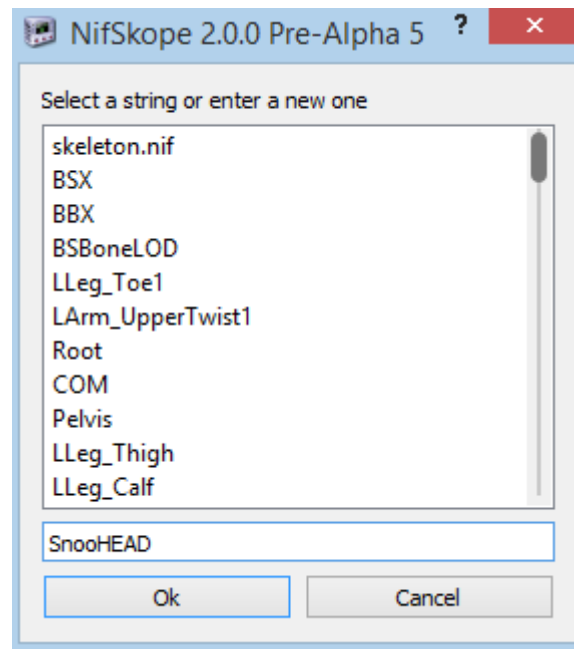 NifSkope 2.0.0 Pre-Alpha 5 ?
Select a string or enter a new one
skeleton.nif
BSX
BBX
BSBoneLOD
LLeg_Toe1
LArm_UpperTwist1
Root
COM
Pelvis
LLeg_Thigh
LLeg_Calf
SnooHEAD
Ok Cancel